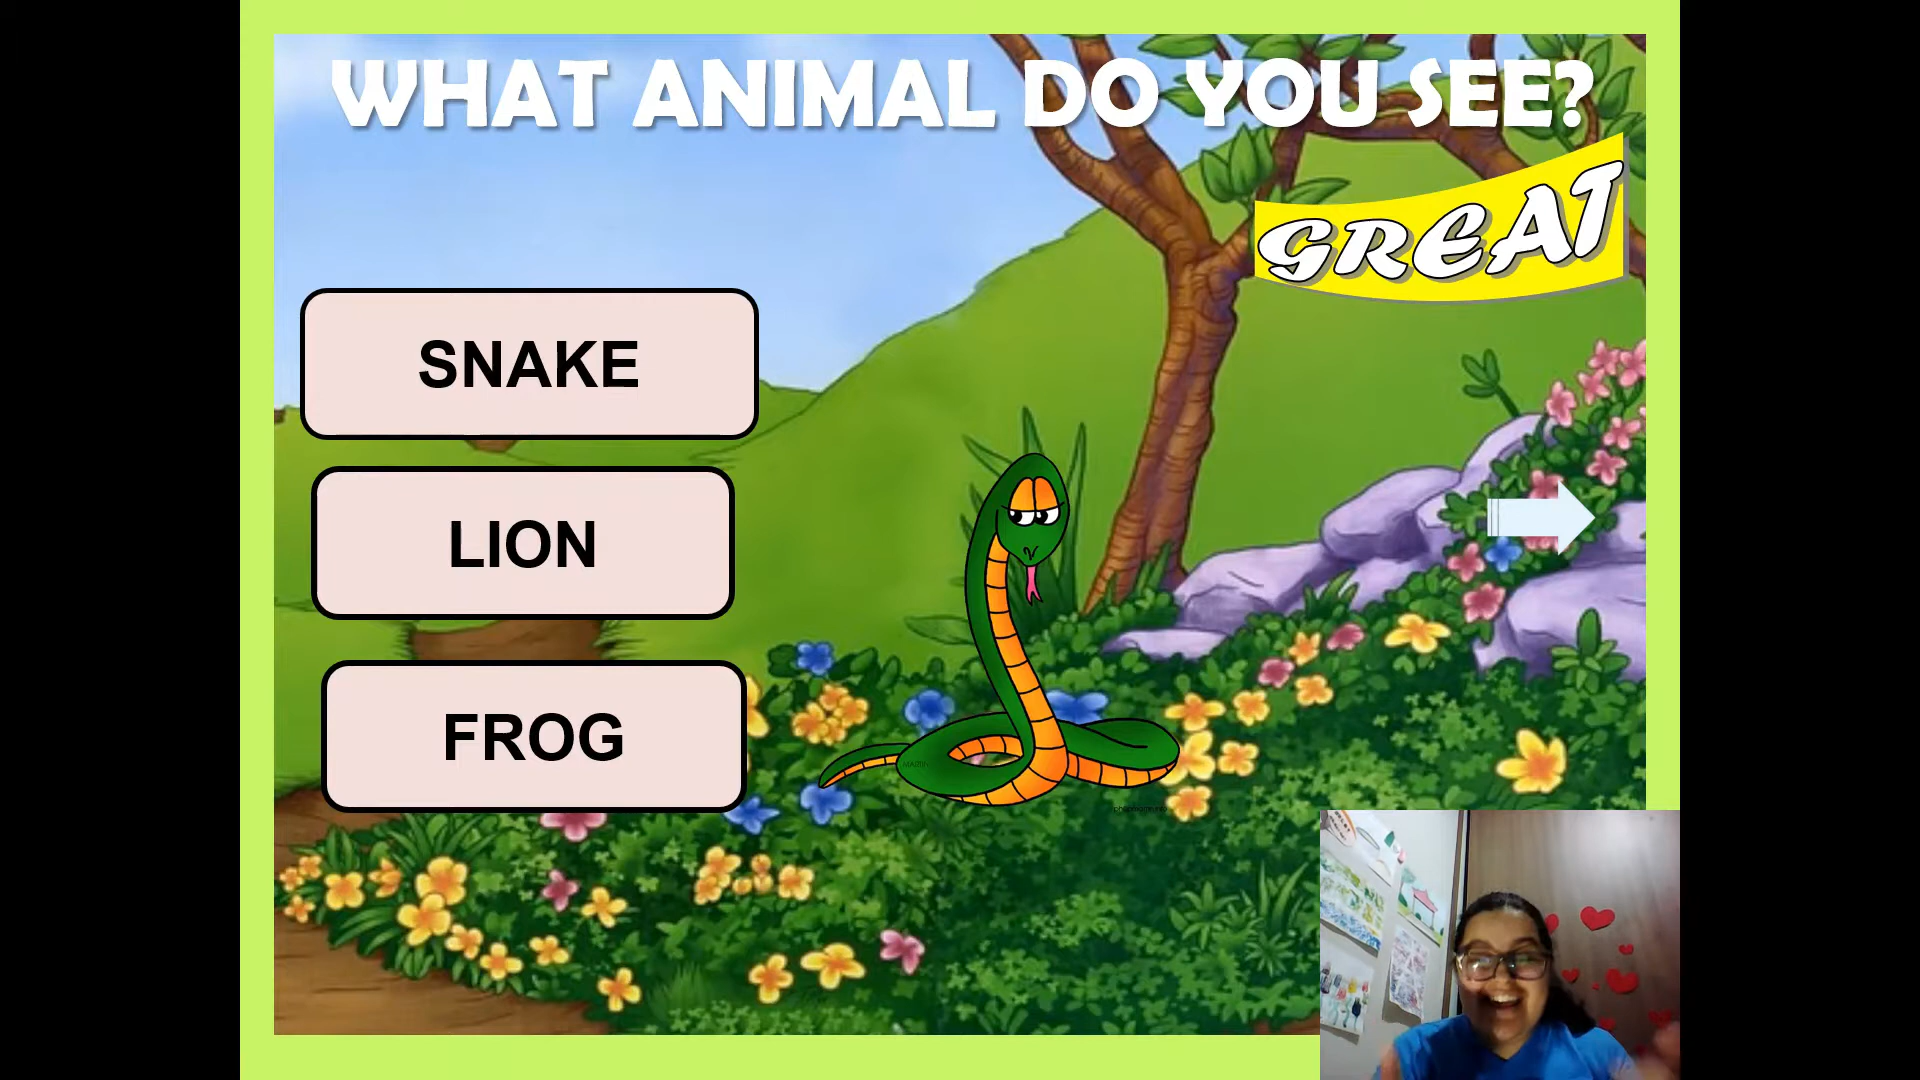 WHAT ANIMAL DO YOU SEE?
GREAT
SNAKE
LION
FROG